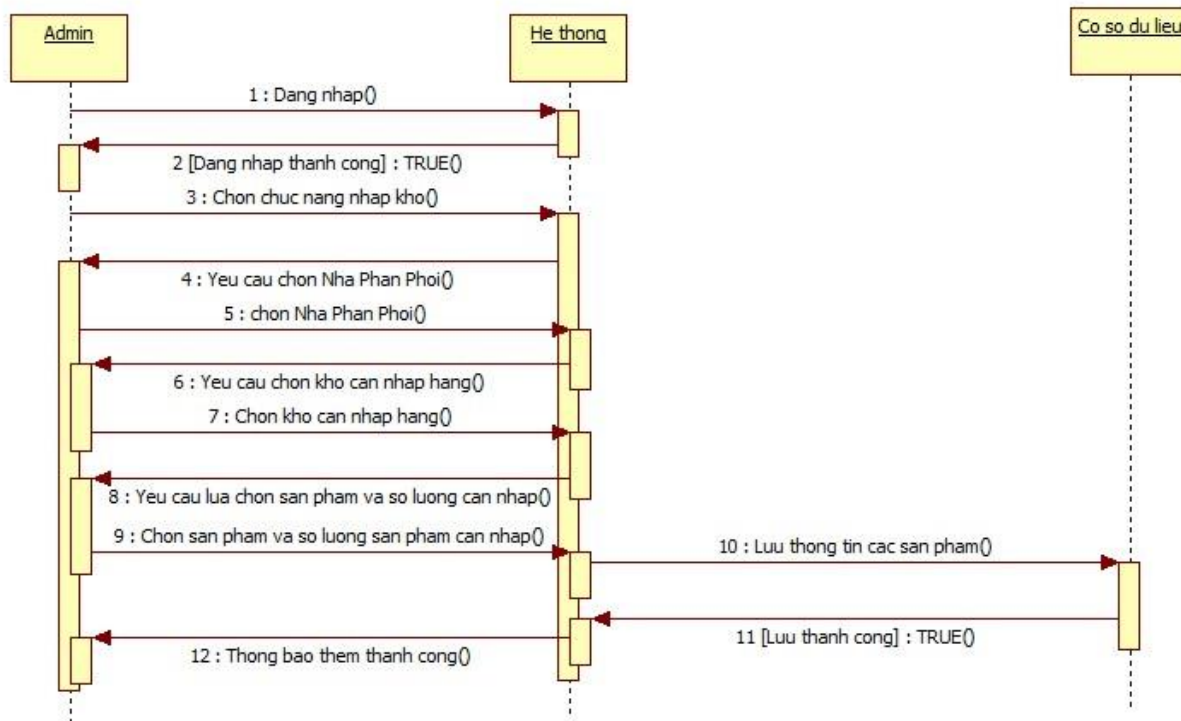 Admin
He thong
Co so du lieu
1 : Dang nhap()
2 [Dang nhap thanh cong] : TRUE()
3 : Chon chuc nang nhap kho()
4 : Yeu cau chon Nha Phan Phoi()
5 : chon Nha Phan Phoi()
6 : Yeu cau chon kho can nhap hang()
7 : Chon kho can nhap hang()
8 : Yeu cau lua chon san pham va so luong can nhap()
9 : Chon san pham va so luong san pham can nhap()
10 : Luu thong tin cac san pham()
11 [Luu thanh cong] : TRUE()
12 : Thong bao them thanh cong()